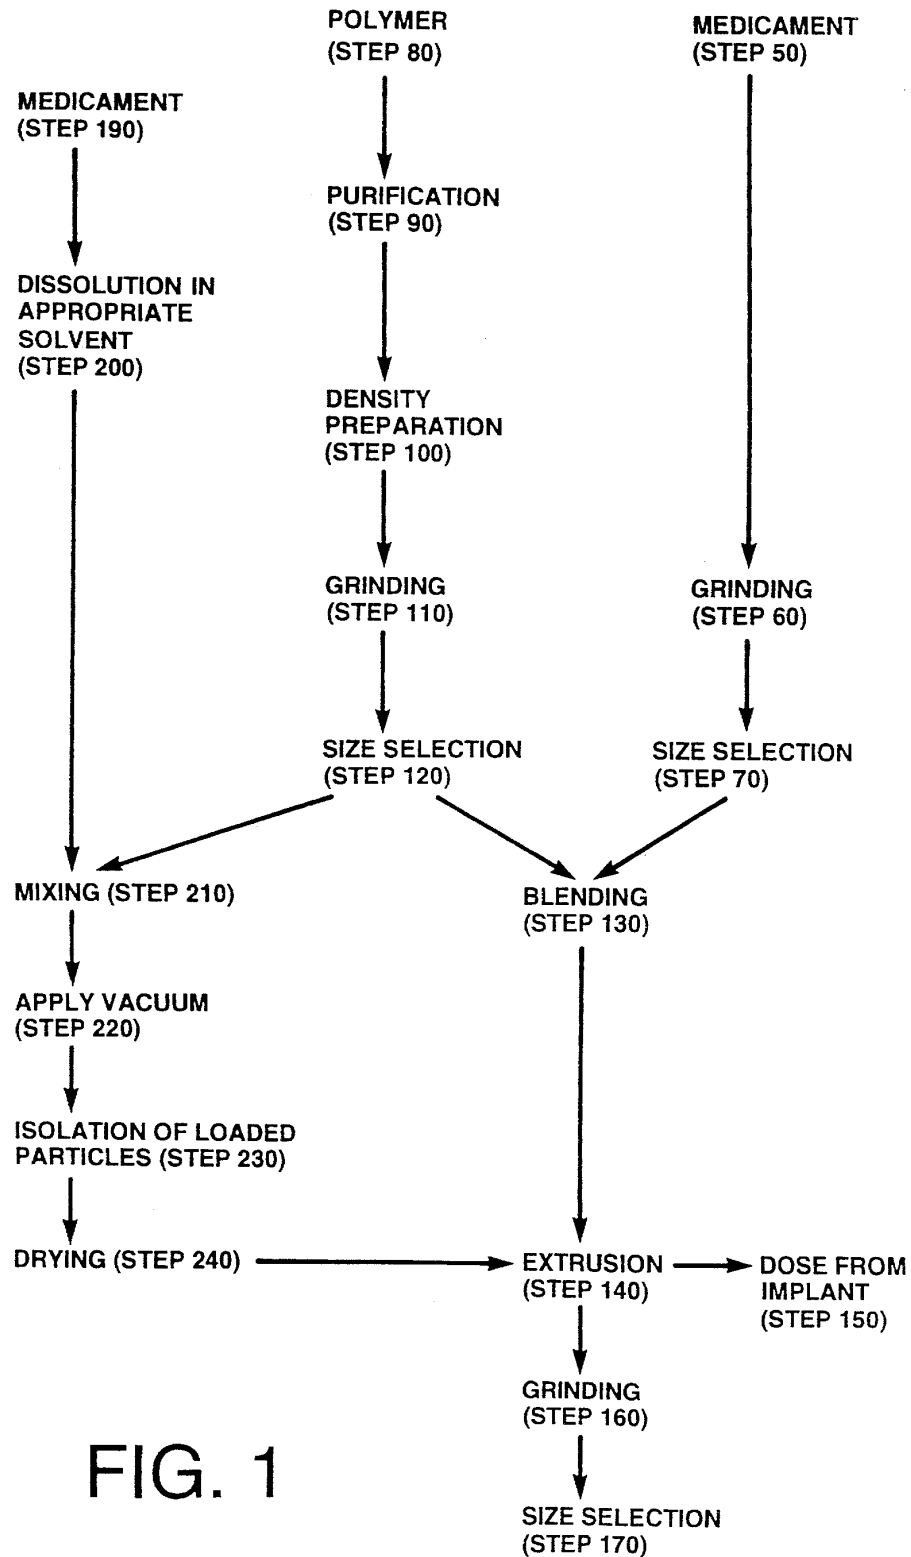 POLYMER
(STEP 80)
MEDICAMENT
(STEP 50)
MEDICAMENT
(STEP 190)
PURIFICATION
(STEP 90)
DISSOLUTION IN
APPROPRIATE
SOLVENT
(STEP 200)
DENSITY
PREPARATION
(STEP 100)
GRINDING
(STEP 110)
GRINDING
(STEP 60)
SIZE SELECTION
(STEP 120)
SIZE SELECTION
(STEP 70)
MIXING (STEP 210)
BLENDING
(STEP 130)
APPLY VACUUM
(STEP 220)
ISOLATION OF LOADED
PARTICLES (STEP 230)
DRYING (STEP 240)
EXTRUSION
(STEP 140)
DOSE FROM
IMPLANT
(STEP 150)
GRINDING
(STEP 160)
SIZE SELECTION
(STEP 170)
FIG. 1